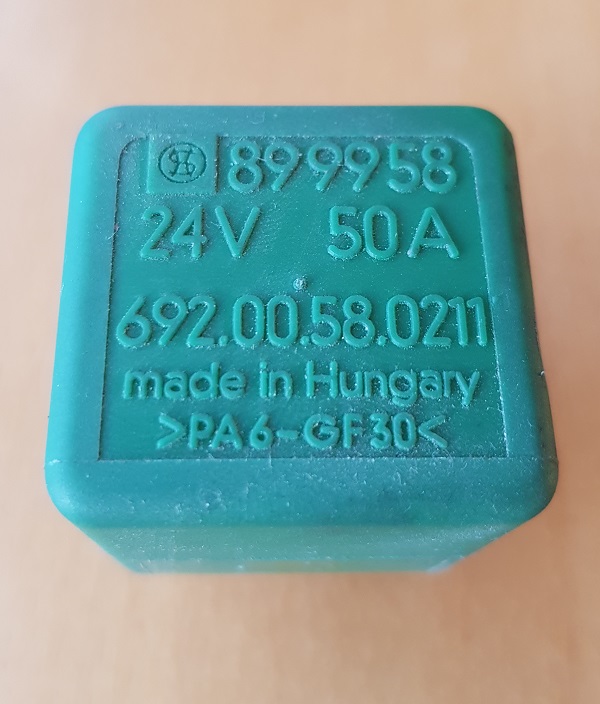 899958
24V 50A
692.00.58.0211
made in Hungary
>PA6-GF30<